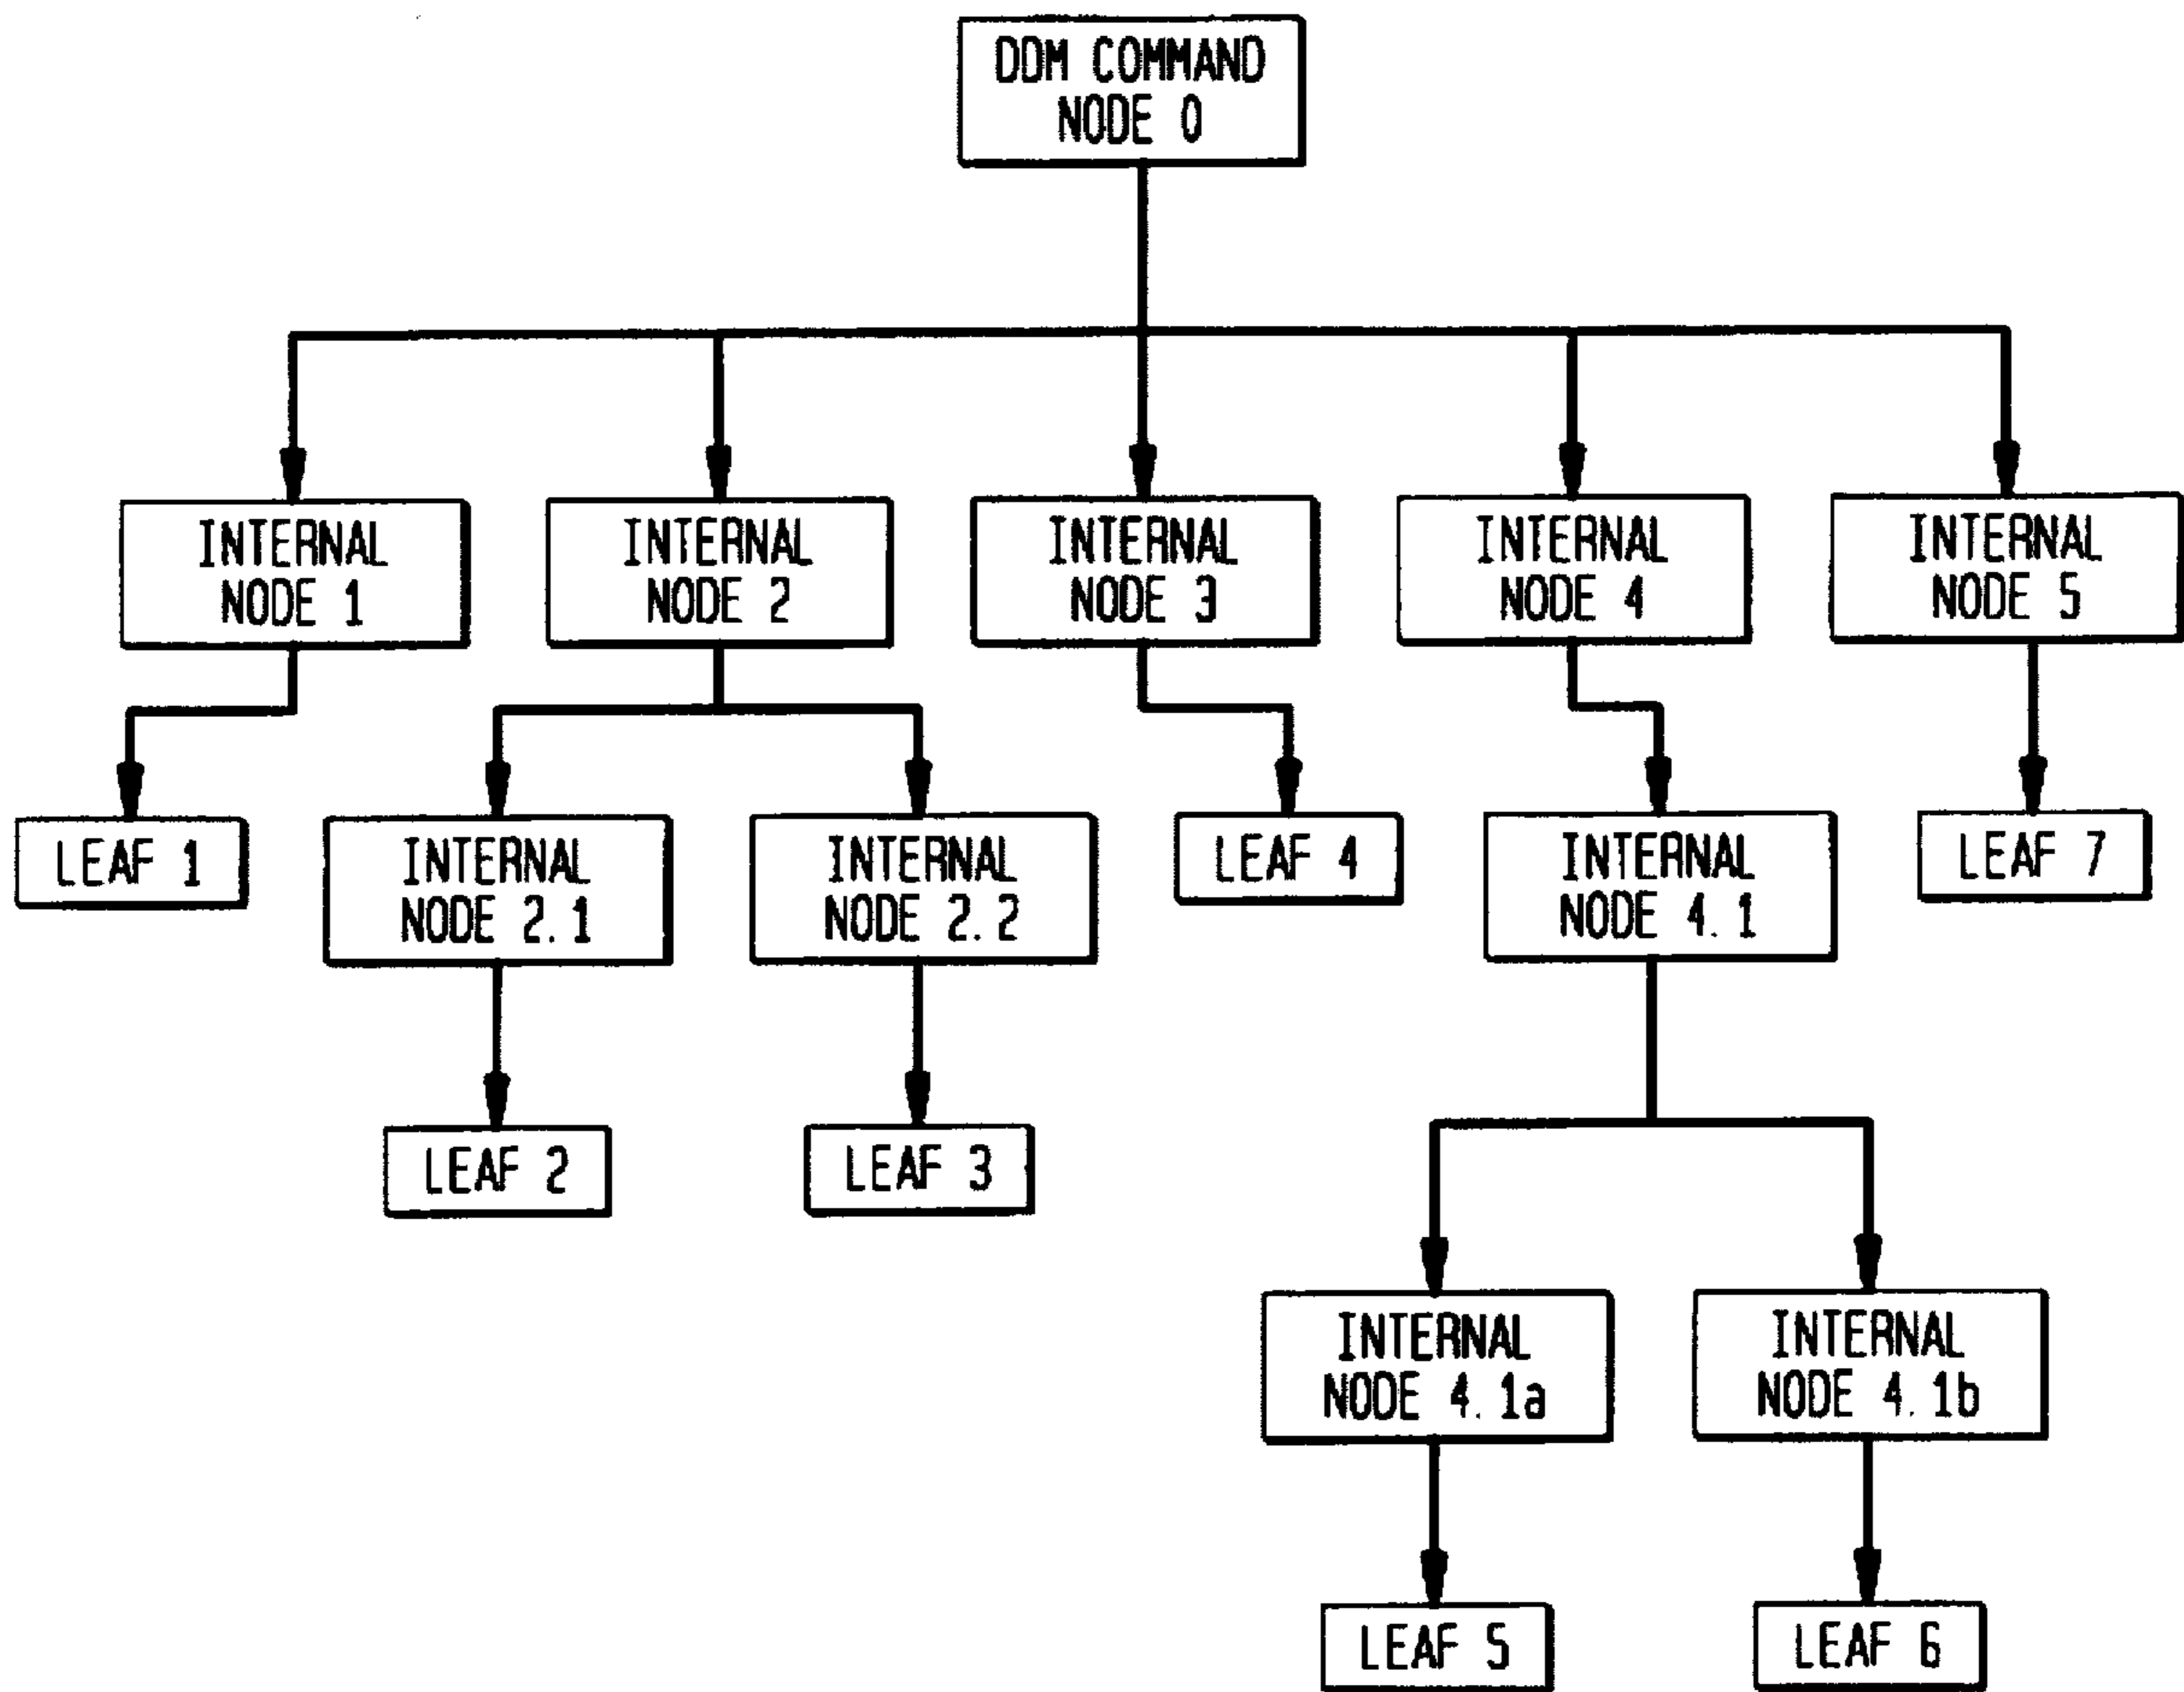 DDM COMMAND
NODE 0
INTERNAL
NODE 1
INTERNAL
NODE 2
INTERNAL
NODE 3
INTERNAL
NODE 4
INTERNAL
NODE 5
LEAF 1
INTERNAL
NODE 2.1
INTERNAL
NODE 2.2
LEAF 4
INTERNAL
NODE 4.1
LEAF 7
LEAF 2
LEAF 3
INTERNAL
NODE 4.1a
INTERNAL
NODE 4.1b
LEAF 5
LEAF 6